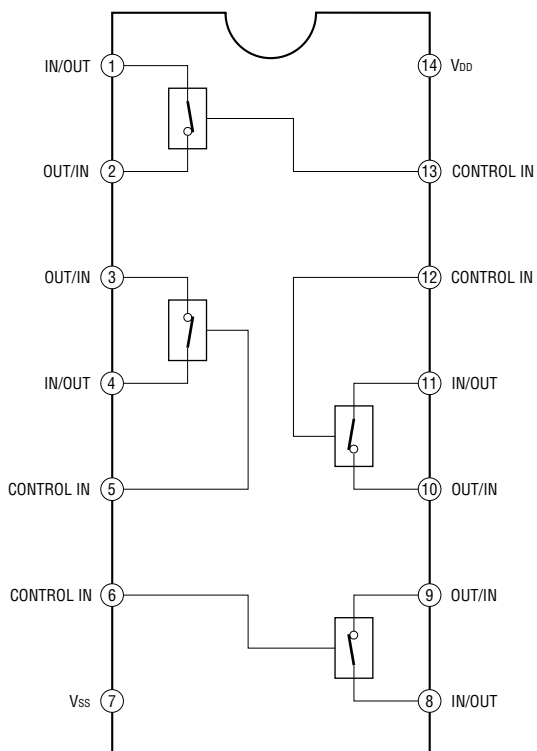 IN/OUT 1
14 VDD
OUT/IN 2
13 CONTROL IN
OUT/IN 3
12 CONTROL IN
IN/OUT 4
11 IN/OUT
CONTROL IN 5
10 OUT/IN
CONTROL IN 6
9 OUT/IN
VSS 7
8 IN/OUT